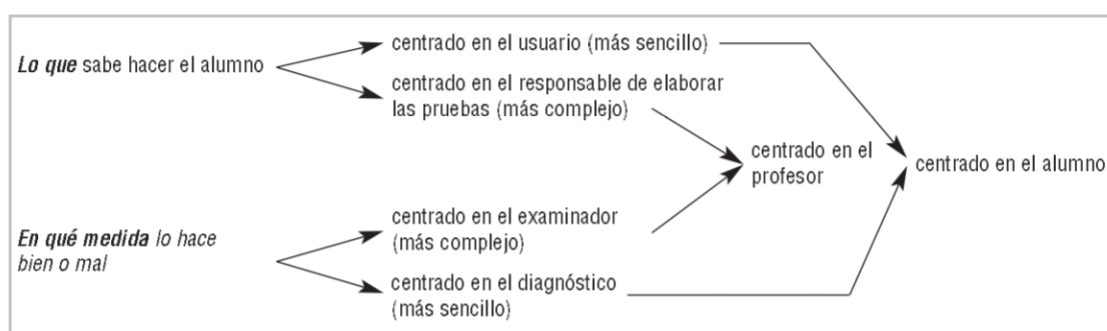 Lo que sabe hacer el alumno
centrado en el usuario (más sencillo)
centrado en el responsable de elaborar
las pruebas (más complejo)
centrado en el
profesor
centrado en el alumno
En qué medida lo hace
bien o mal
centrado en el examinador
(más complejo)
centrado en el diagnóstico
(más sencillo)